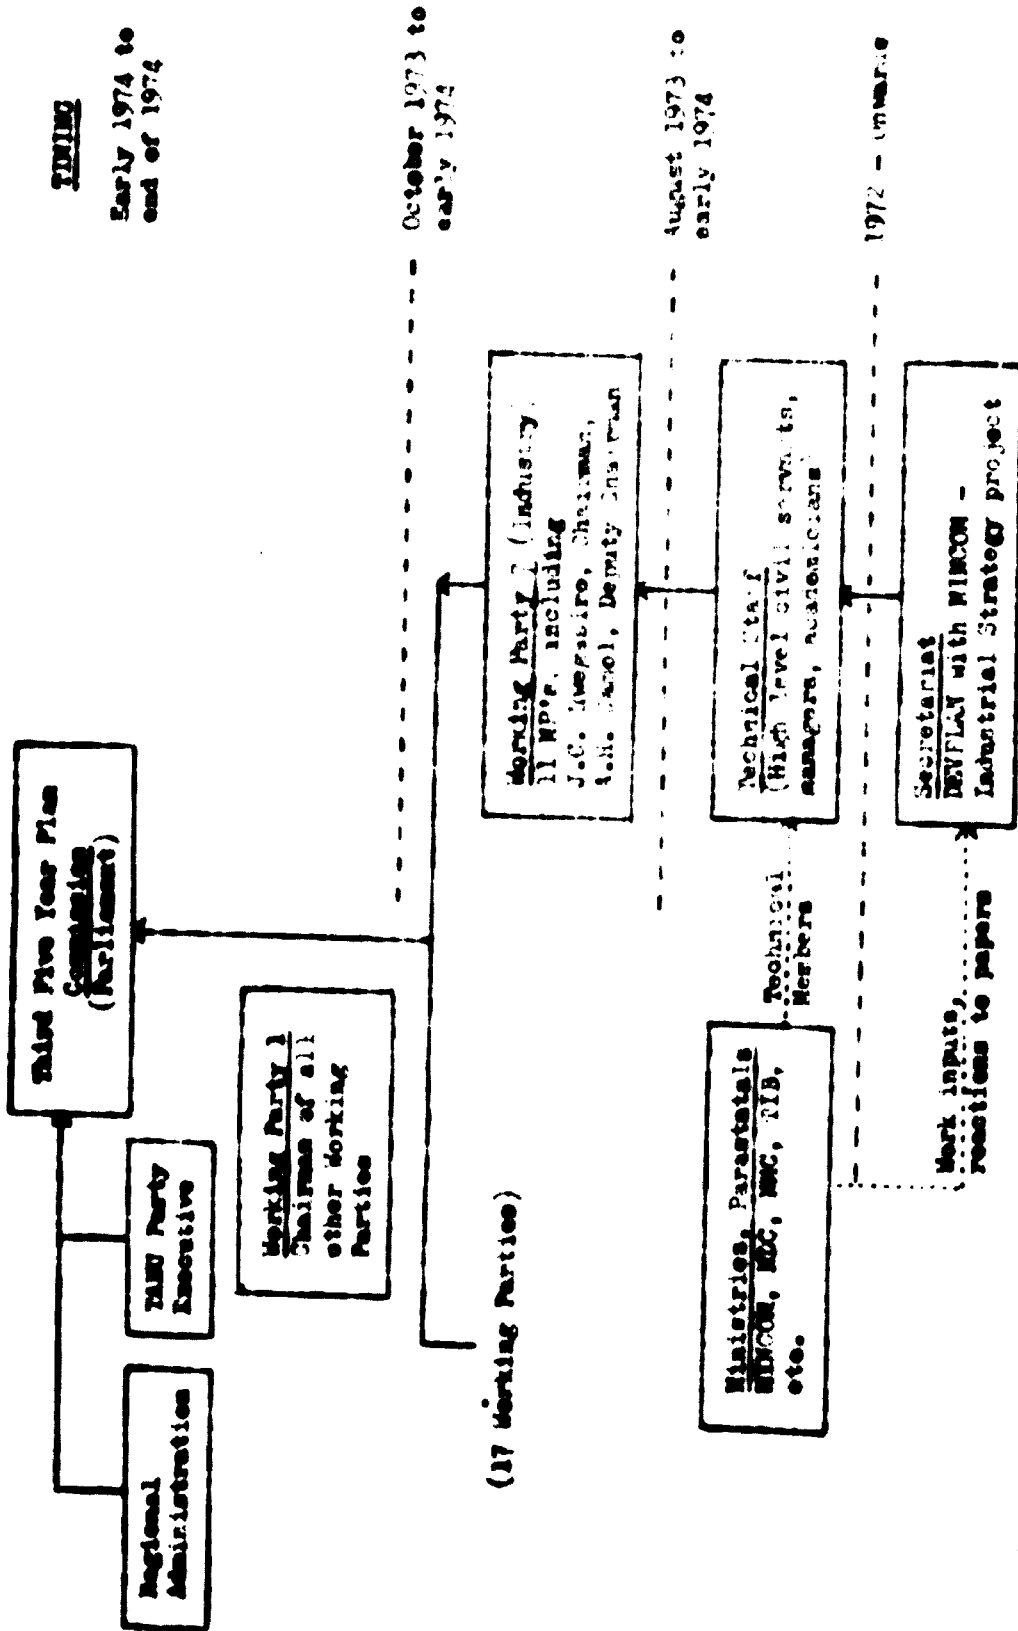 TIMING
Early 1974 to
end of 1974
October 1973 to
early 1974
August 1973 to
early 1974
1972 - onwards
Third Five Year Plan
Commission
(Parliament)
Regional
Administration
TANU Party
Executive
Working Party 1
Chairman of all
other Working
Parties
(17 Working Parties)
Working Party 7 (Industry
11 MP's, including
J.C. Chairman,
Deputy Chairman
Technical Staff
(High Level civil servants,
managers, academicians
Technical
Members
Ministries, Parastatals
MINCOM, NDC, TIB,
etc.
Secretariat
DEVPLAN with MINCOM -
Industrial Strategy project
Work inputs,
reactions to papers